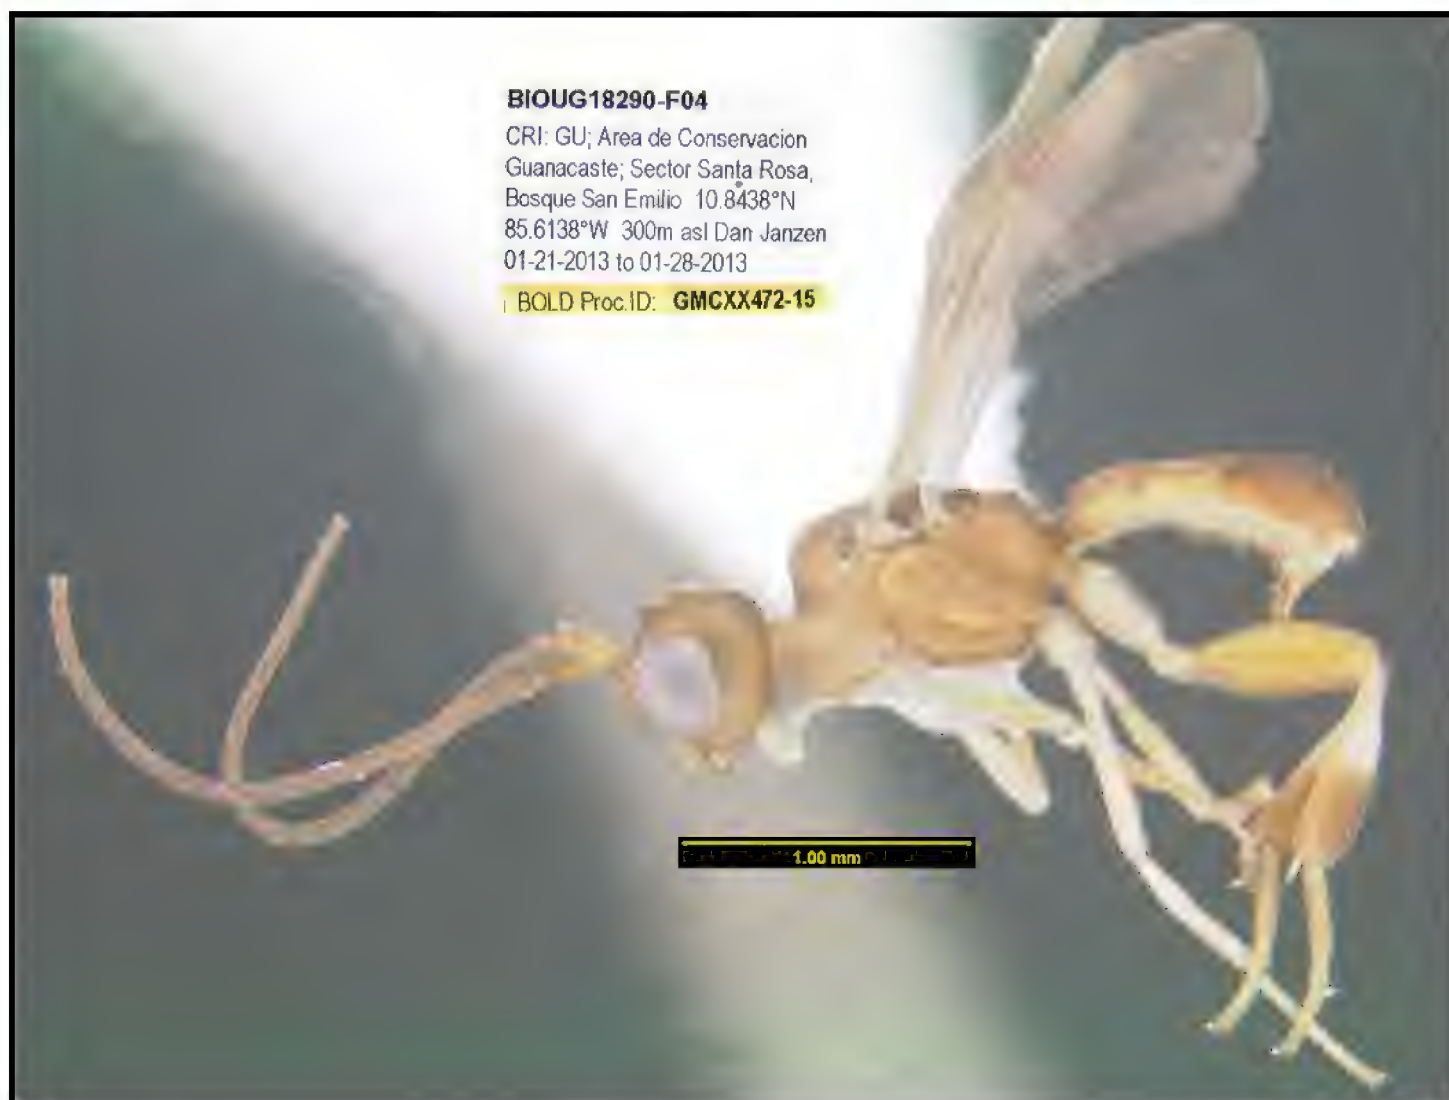 BIOUG18290-F04
CRI: GU; Area de Conservacion
Guanacaste; Sector Santa Rosa,
Bosque San Emilio 10.8438°N
85.6138°W 300m asl Dan Janzen
01-21-2013 to 01-28-2013
BOLD Proc.ID: GMCXX472-15
1.00 mm